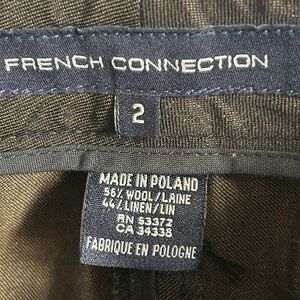 FRENCH CONNECTION
2
MADE IN POLAND
56% WOOL/LAINE
44% LINEN/LIN
RN 53372
CA 34338
FABRIQUE EN POLOGNE